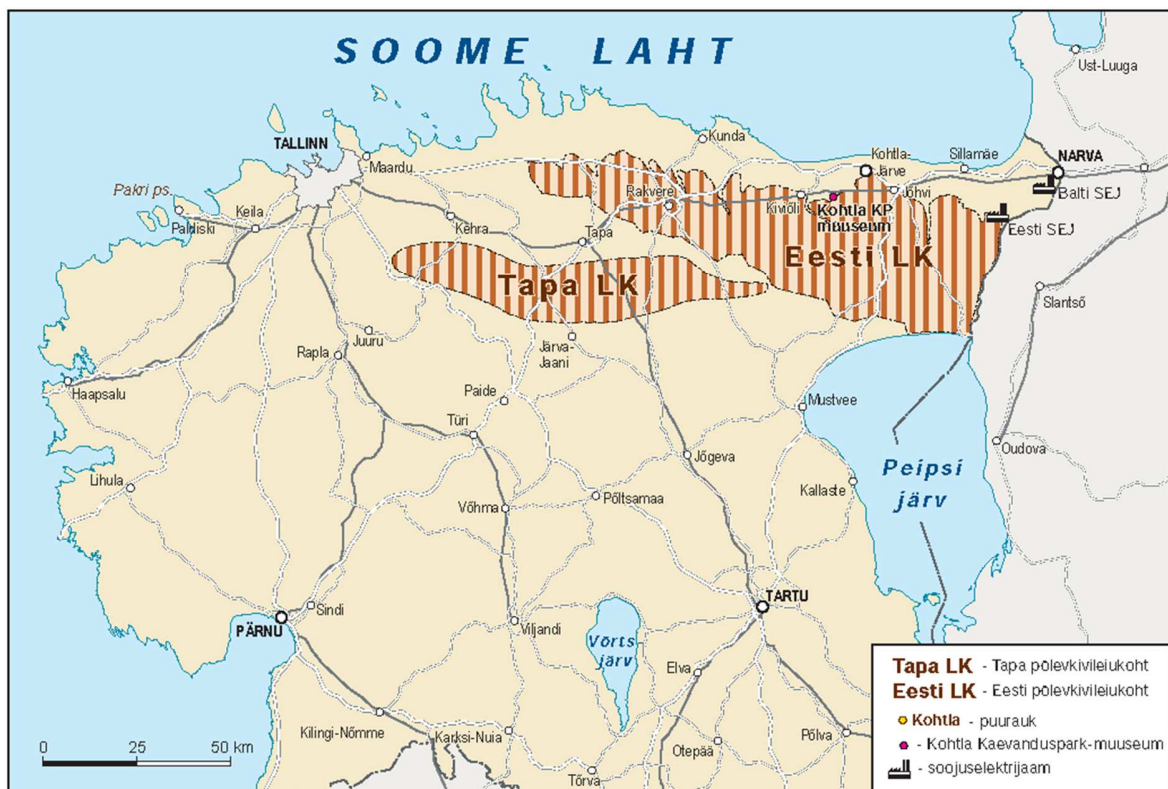 SOOME LAHT
Ust-Luuga
TALLINN
Maardu
Kunda
Kohtla-
Järve
Sillamäe
NARVA
Pakri ps.
Paldiski
Keila
Kehra
Tapa
Rakvere
Kiviõli
Jõhvi
Balti SEJ
Kohtla KP
muuseum
Eesti SEJ
Eesti LK
Tapa LK
Slantsõ
Juuru
Rapla
Järva-
Jaani
Haapsalu
Paide
Mustvee
Türi
Oudova
Jõgeva
Peipsi
järv
Lihula
Võhma
Põltsamaa
Kallaste
PÄRNU
Sindi
Viljandi
Võrts
järv
TARTU
Elva
Kilingi-Nõmme
Karksi-Nuia
Otepää
Põlva
Tõrva
0 25 50 km
Tapa LK - Tapa põlevkivileiukoht
Eesti LK - Eesti põlevkivileiukoht
Kohtla - puurauk
- Kohtla Kaevanduspark-muuseum
- soojuselektrijaam